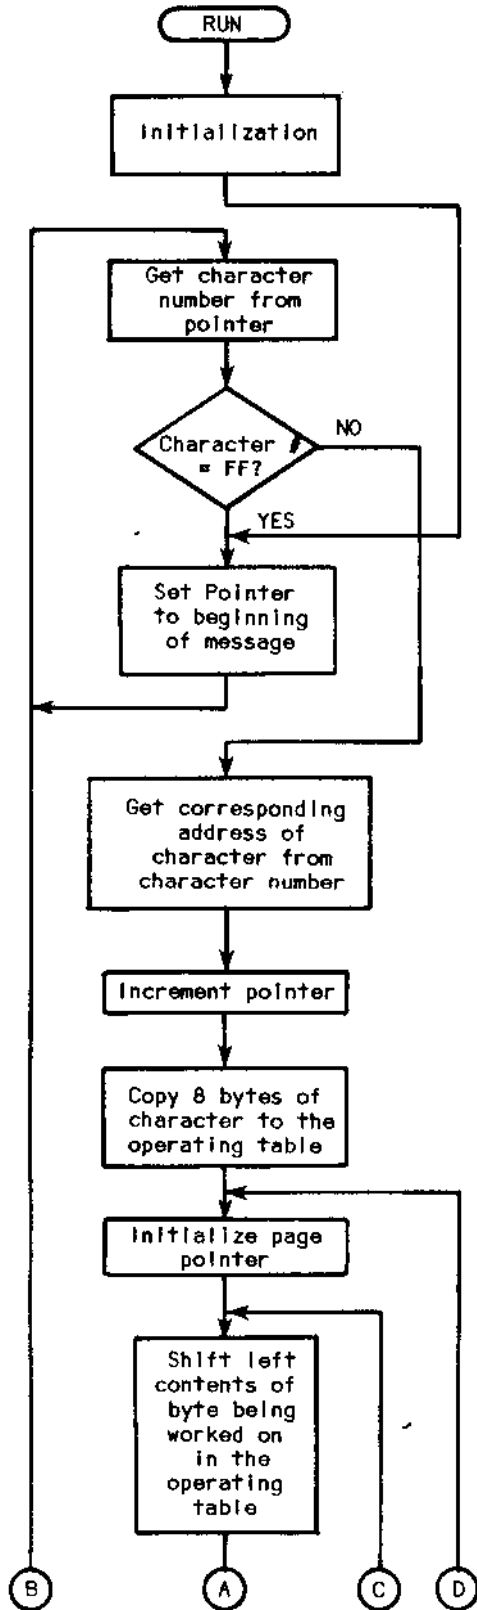 RUN
Initialization
Get character
number from
pointer
Character
= FF?
NO
YES
Set Pointer
to beginning
of message
Get corresponding
address of
character from
character number
Increment pointer
Copy 8 bytes of
character to the
operating table
Initialize page
pointer
Shift left
contents of
byte being
worked on
in the
operating
table
B
A
C
D